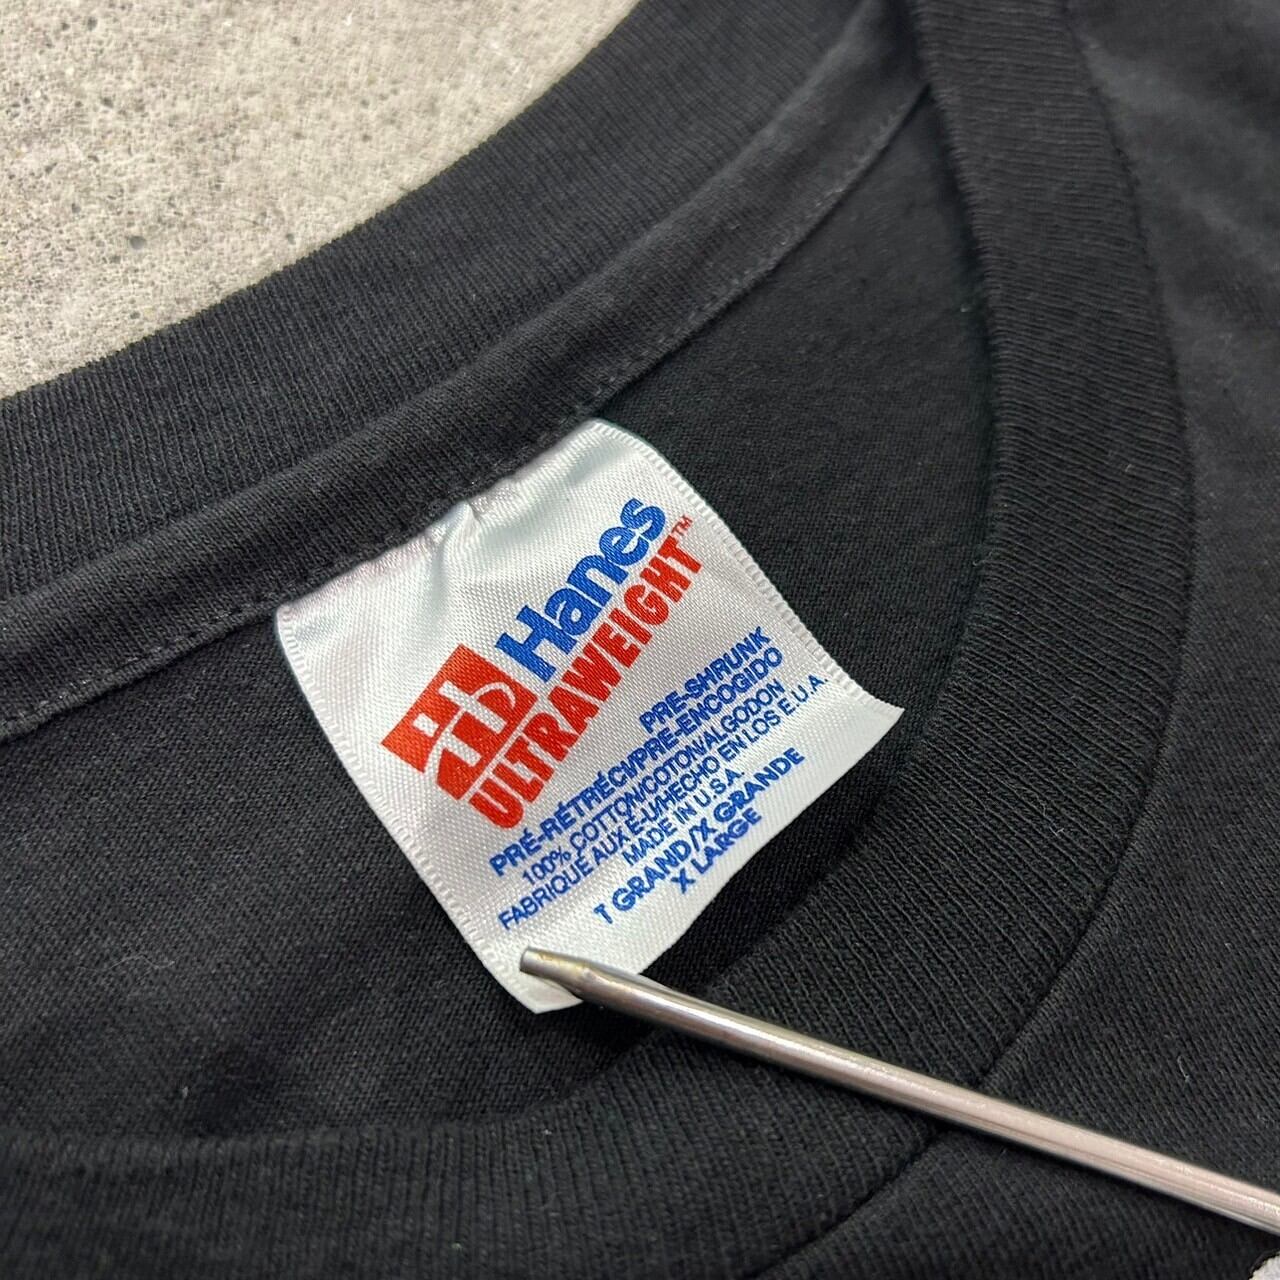 Hanes
ULTRAWEIGHT™
PRE-SHRUNK
PRÉ-RÉTRÉCI/PRE-ENCOGIDO
100% COTTON/COTON/ALGODON
FABRIQUÉ AUX É-U/HECHO EN LOS E.U.A.
MADE IN U.S.A.
T GRAND/X GRANDE
X LARGE